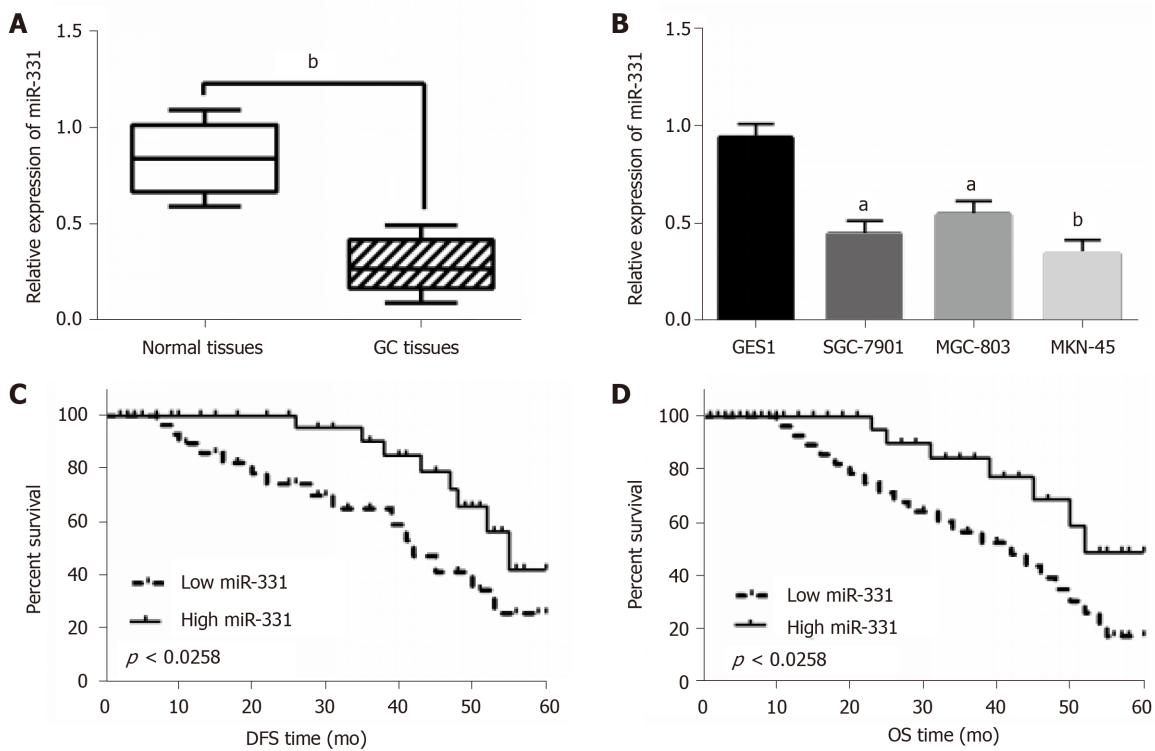 A
Relative expression of miR-331
1.5
1.0
0.5
0.0
b
Normal tissues
GC tissues
B
Relative expression of miR-331
1.5
1.0
0.5
0.0
a
a
b
GES1
SGC-7901
MGC-803
MKN-45
C
Percent survival
100
80
60
40
20
0
Low miR-331
High miR-331
p < 0.0258
0 10 20 30 40 50 60
DFS time (mo)
D
Percent survival
100
80
60
40
20
0
Low miR-331
High miR-331
p < 0.0258
0 10 20 30 40 50 60
OS time (mo)